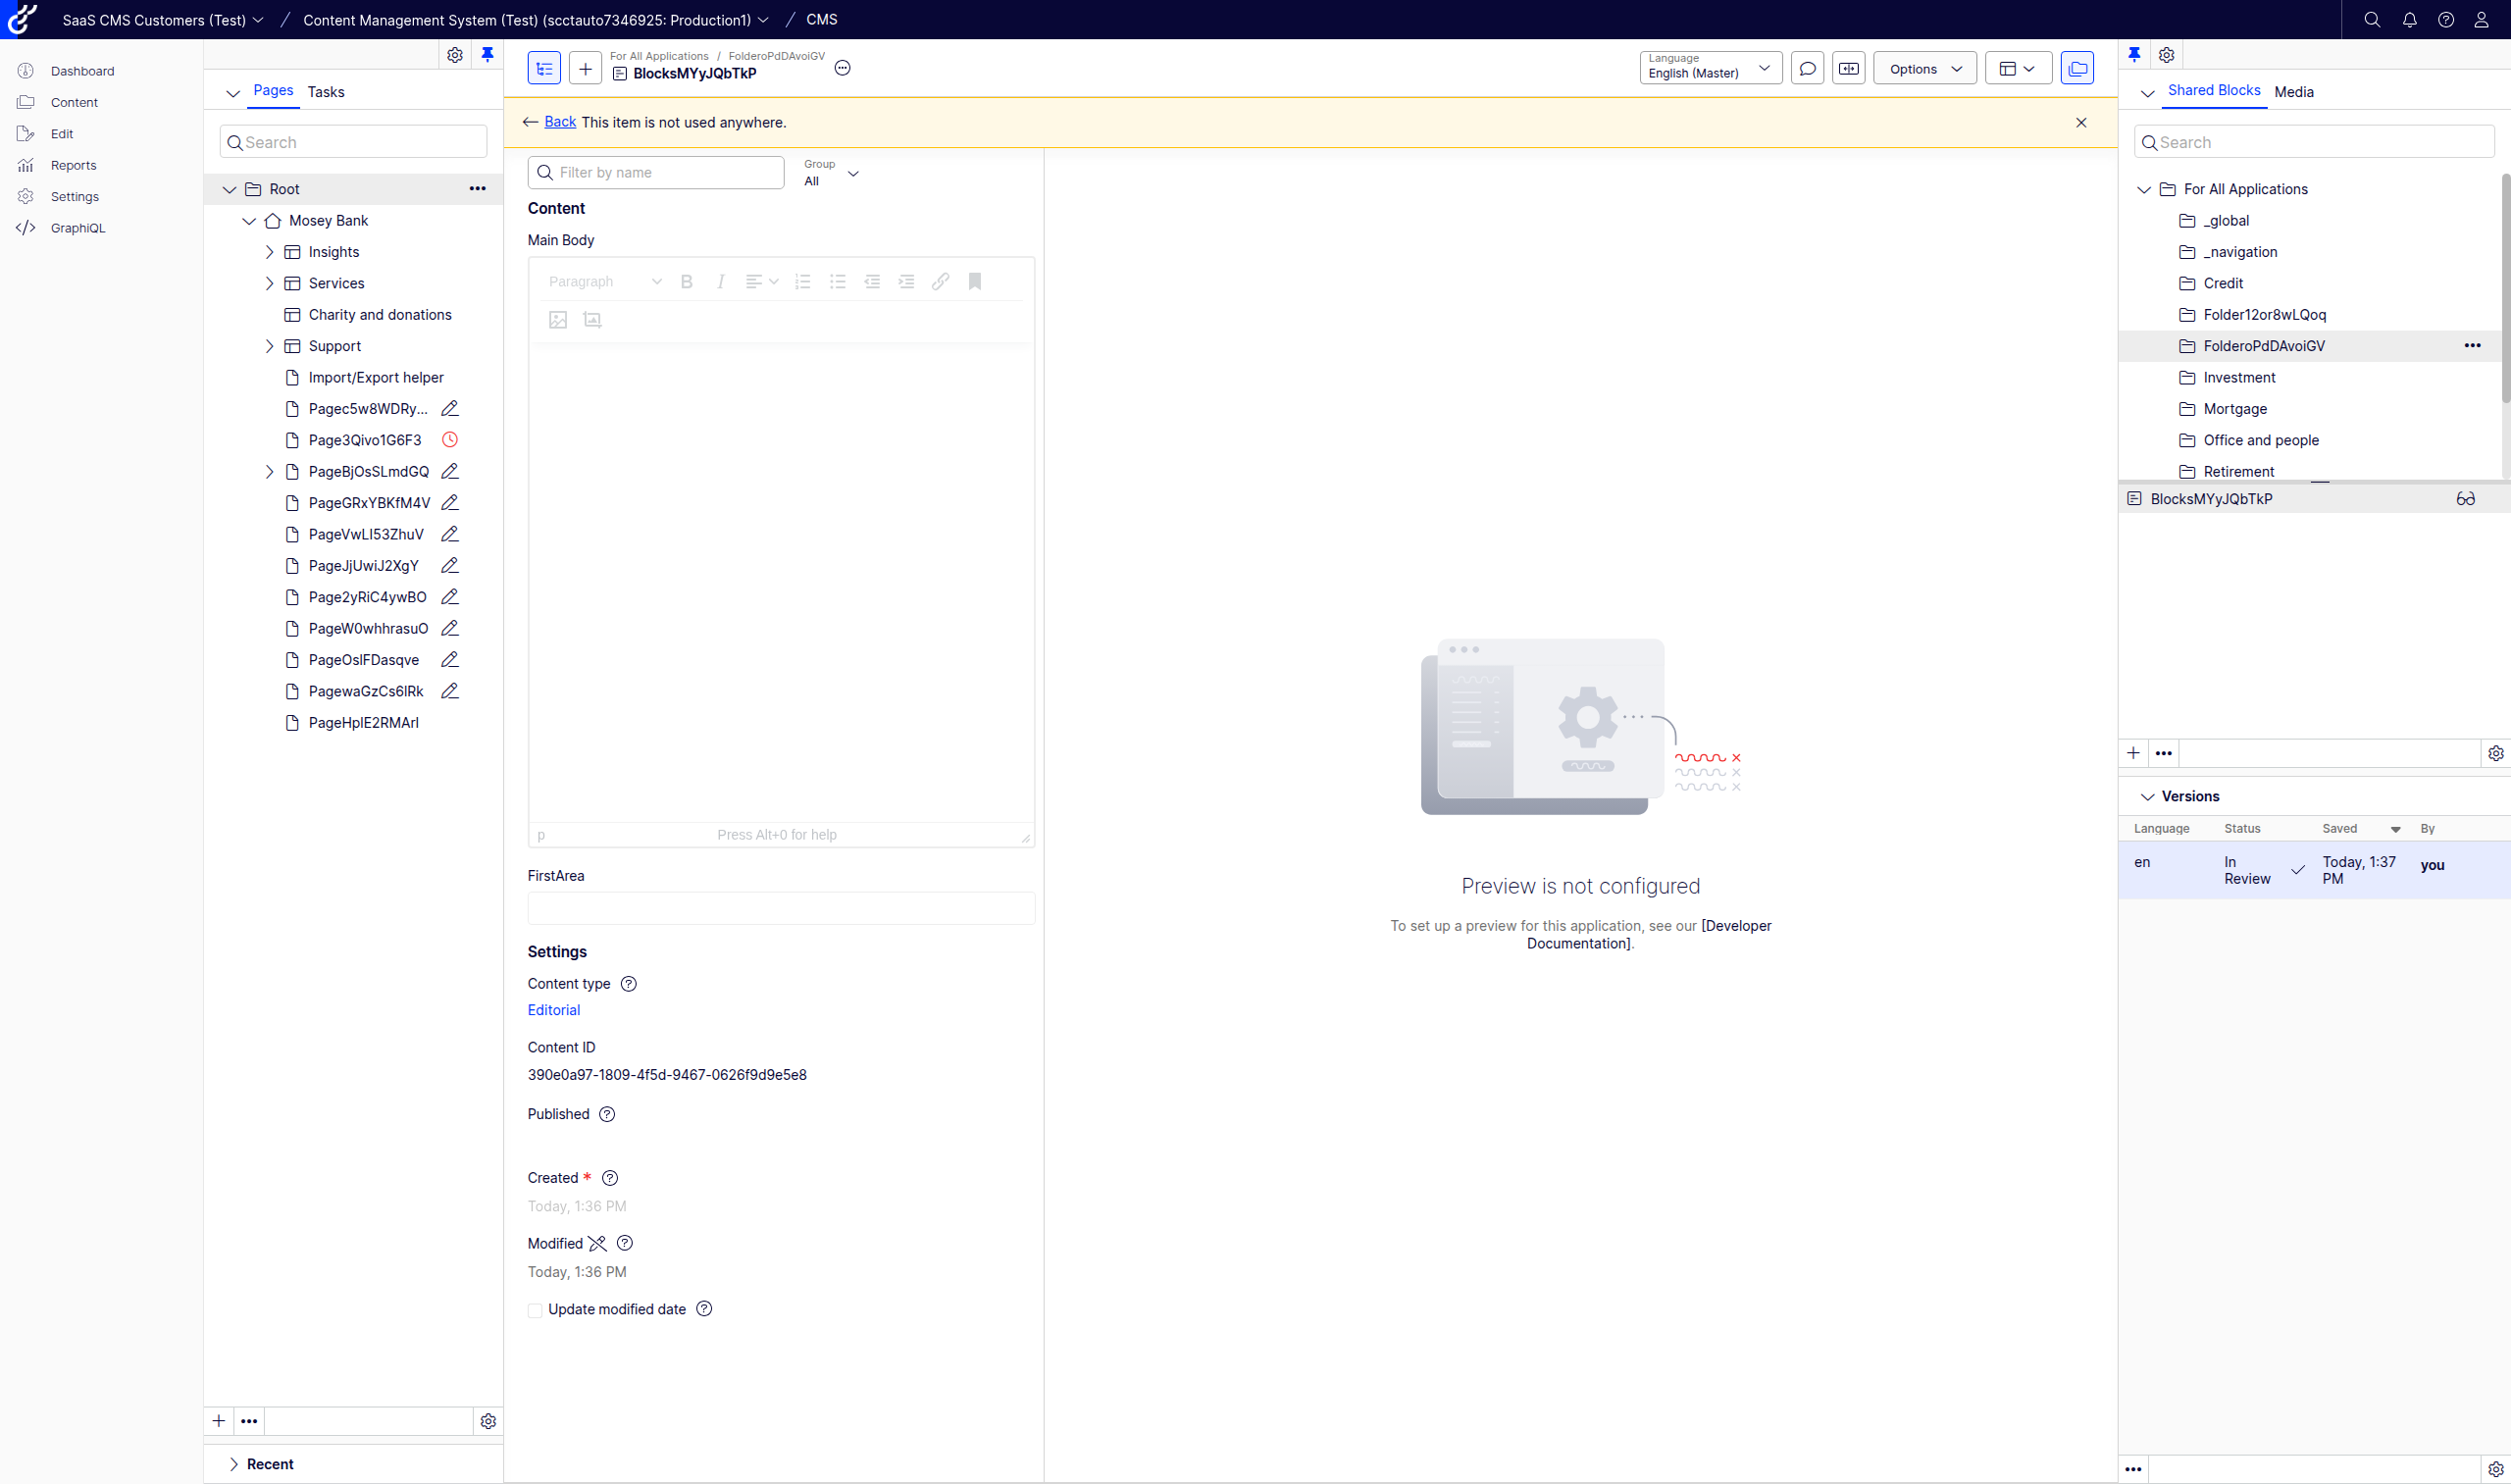 SaaS CMS Customers (Test) / Content Management System (Test) (scctauto7346925: Production1) / CMS
Dashboard
Content
Edit
Reports
Settings
GraphiQL
Pages Tasks
Search
Root
Mosey Bank
Insights
Services
Charity and donations
Support
Import/Export helper
Pagec5w8WDRy...
Page3Qivo1G6F3
PageBjOsSLmdGQ
PageGRxYBKfM4V
PageVwLI53ZhuV
PageJjUwiJ2XgY
Page2yRiC4ywBO
PageW0whhrasuO
PageOsIFDasqve
PagewaGzCs6IRk
PageHpIE2RMArI
Recent
For All Applications / FolderoPdDAvoiGV
BlocksMYyJQbTkP
Language
English (Master)
Options
Back This item is not used anywhere.
Filter by name
Group
All
Content
Main Body
Paragraph
p Press Alt+0 for help
FirstArea
Settings
Content type
Editorial
Content ID
390e0a97-1809-4f5d-9467-0626f9d9e5e8
Published
Created *
Today, 1:36 PM
Modified
Today, 1:36 PM
Update modified date
Preview is not configured
To set up a preview for this application, see our [Developer
Documentation].
Shared Blocks Media
Search
For All Applications
_global
_navigation
Credit
Folder12or8wLQoq
FolderoPdDAvoiGV
Investment
Mortgage
Office and people
Retirement
BlocksMYyJQbTkP
Versions
Language Status Saved By
en In Review Today, 1:37 PM you